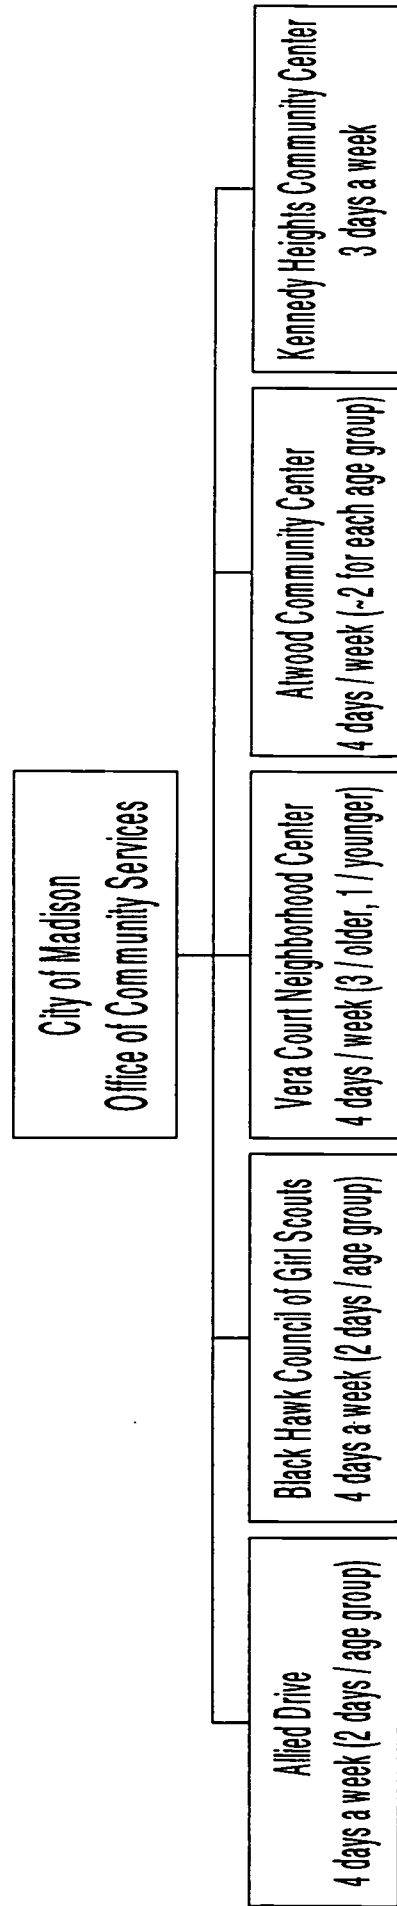 City of Madison
Office of Community Services
Allied Drive
4 days a week (2 days / age group)
Black Hawk Council of Girl Scouts
4 days a week (2 days / age group)
Vera Court Neighborhood Center
4 days / week (3 / older, 1 / younger)
Atwood Community Center
4 days / week (~2 for each age group)
Kennedy Heights Community Center
3 days a week